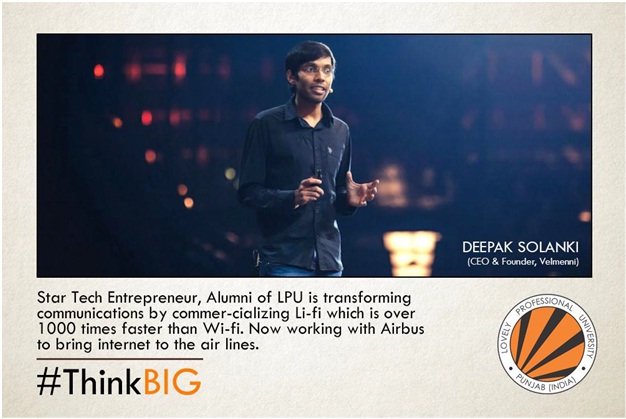 DEEPAK SOLANKI
(CEO & Founder, Velmenni)
Star Tech Entrepreneur, Alumni of LPU is transforming
communications by commer-cializing Li-fi which is over
1000 times faster than Wi-fi. Now working with Airbus
to bring internet to the air lines.
#ThinkBIG
LOVELY PROFESSIONAL UNIVERSITY
PUNJAB (INDIA)